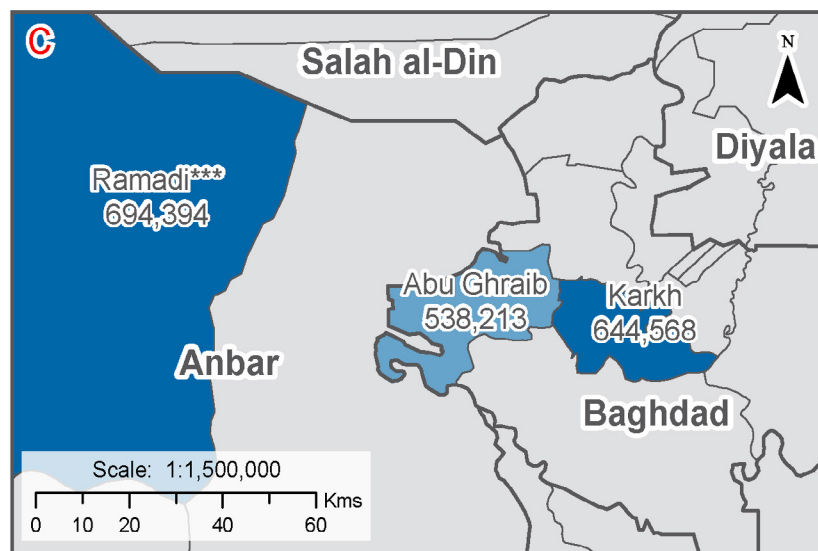 C
Salah al-Din
N
Diyala
Ramadi***
694,394
Abu Ghraib
538,213
Karkh
644,568
Anbar
Baghdad
Scale: 1:1,500,000
Kms
0 10 20 40 60